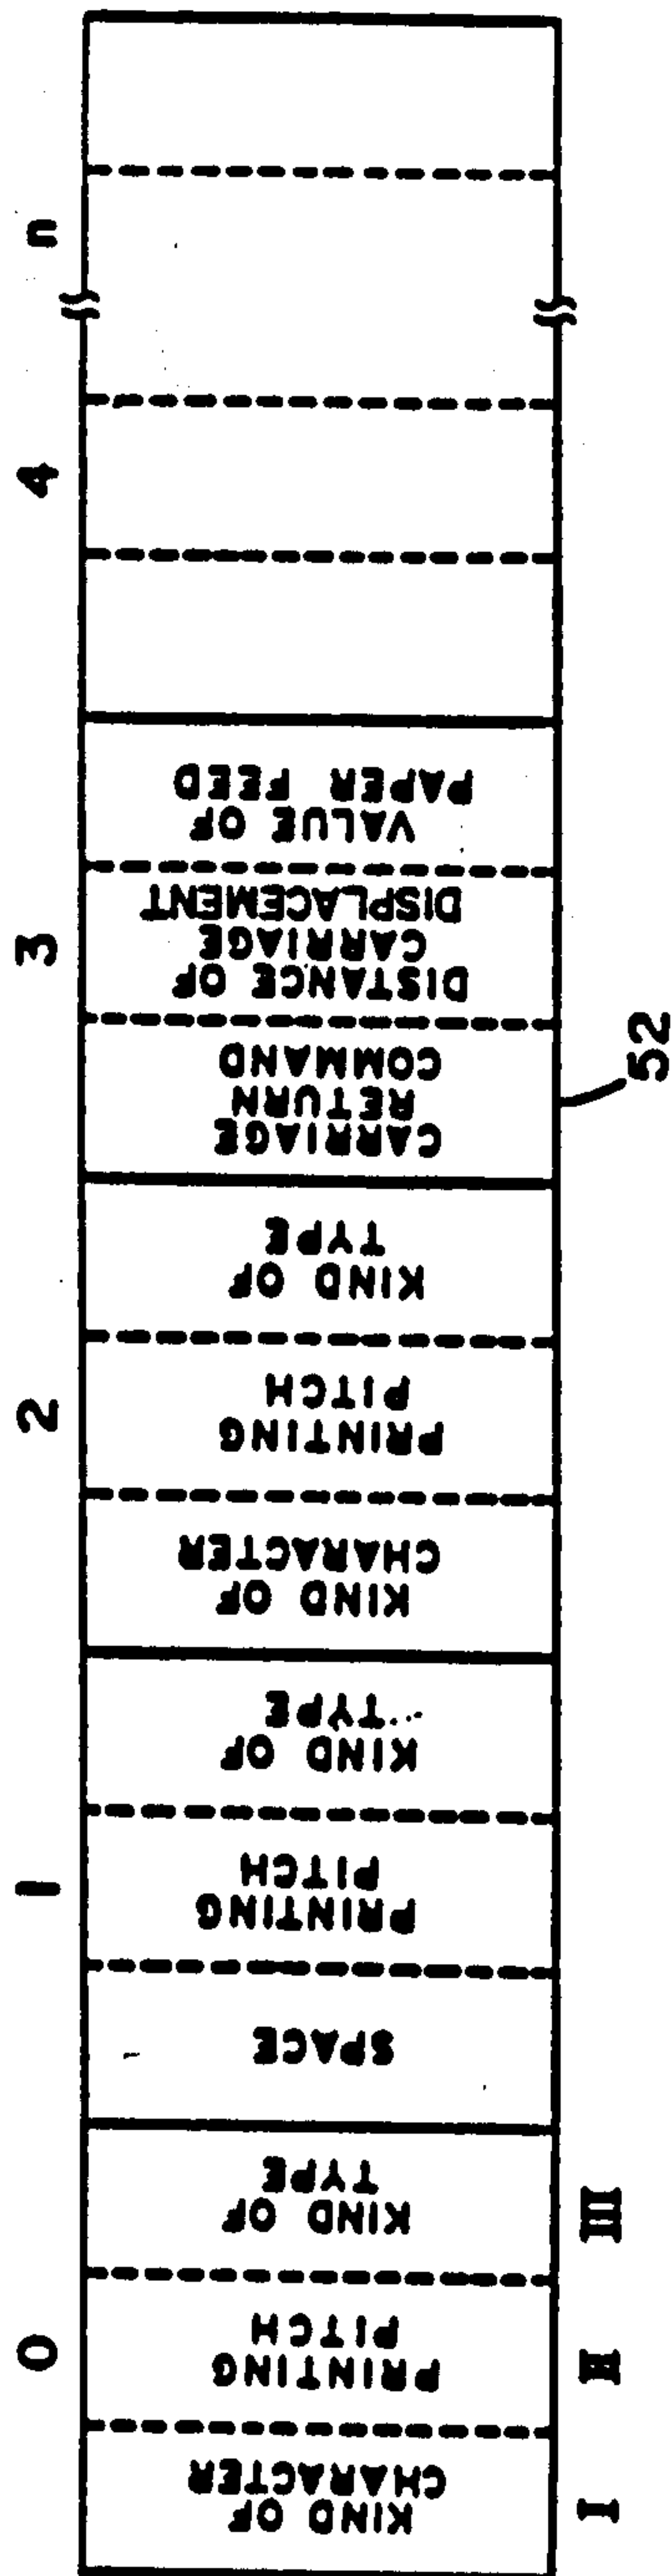 0
1
2
3
4
n
KIND OF
CHARACTER
PRINTING
PITCH
KIND OF
TYPE
SPACE
PRINTING
PITCH
KIND OF
TYPE
KIND OF
CHARACTER
PRINTING
PITCH
KIND OF
TYPE
CARRIAGE
RETURN
COMMAND
DISTANCE OF
CARRIAGE
DISPLACEMENT
VALUE OF
PAPER FEED
I
II
III
52